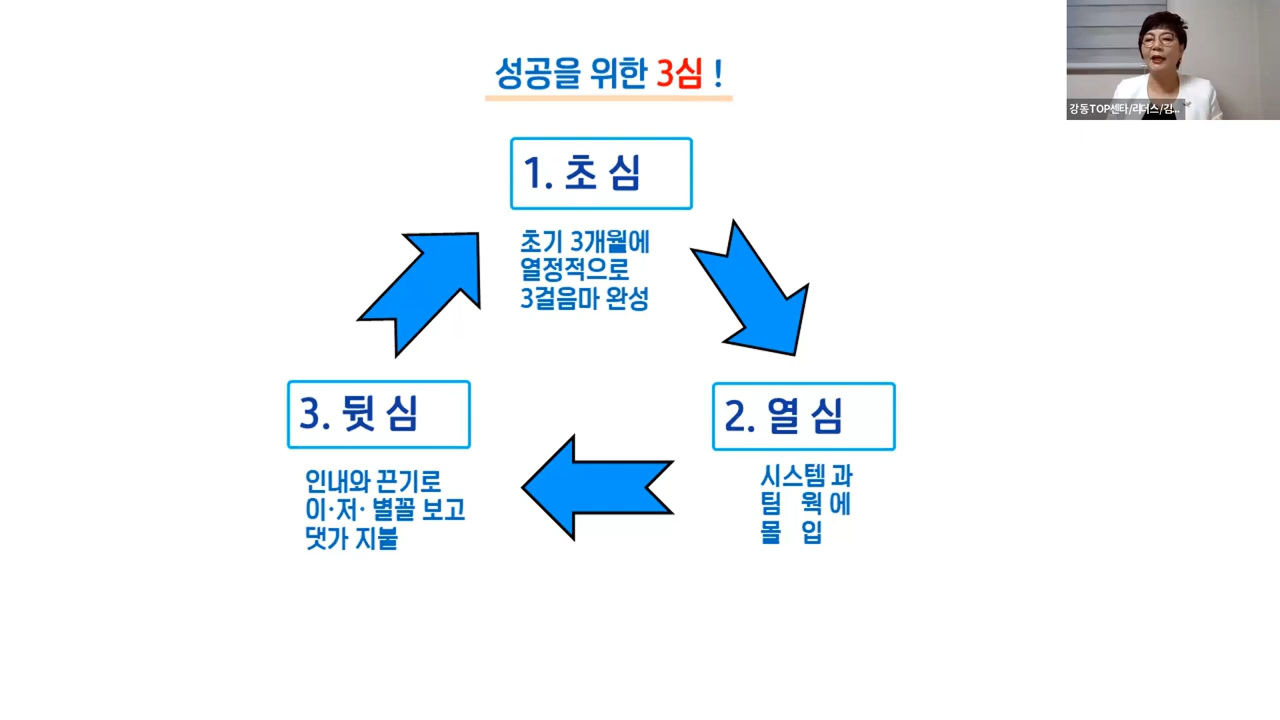 성공을 위한 3심 !
강동TOP센타/리더스/김...
1. 초 심
초기 3개월에
열정적으로
3걸음마 완성
2. 열 심
시스템 과
팀 웍 에
몰 입
3. 뒷 심
인내와 끈기로
이·저· 별꼴 보고
댓가 지불